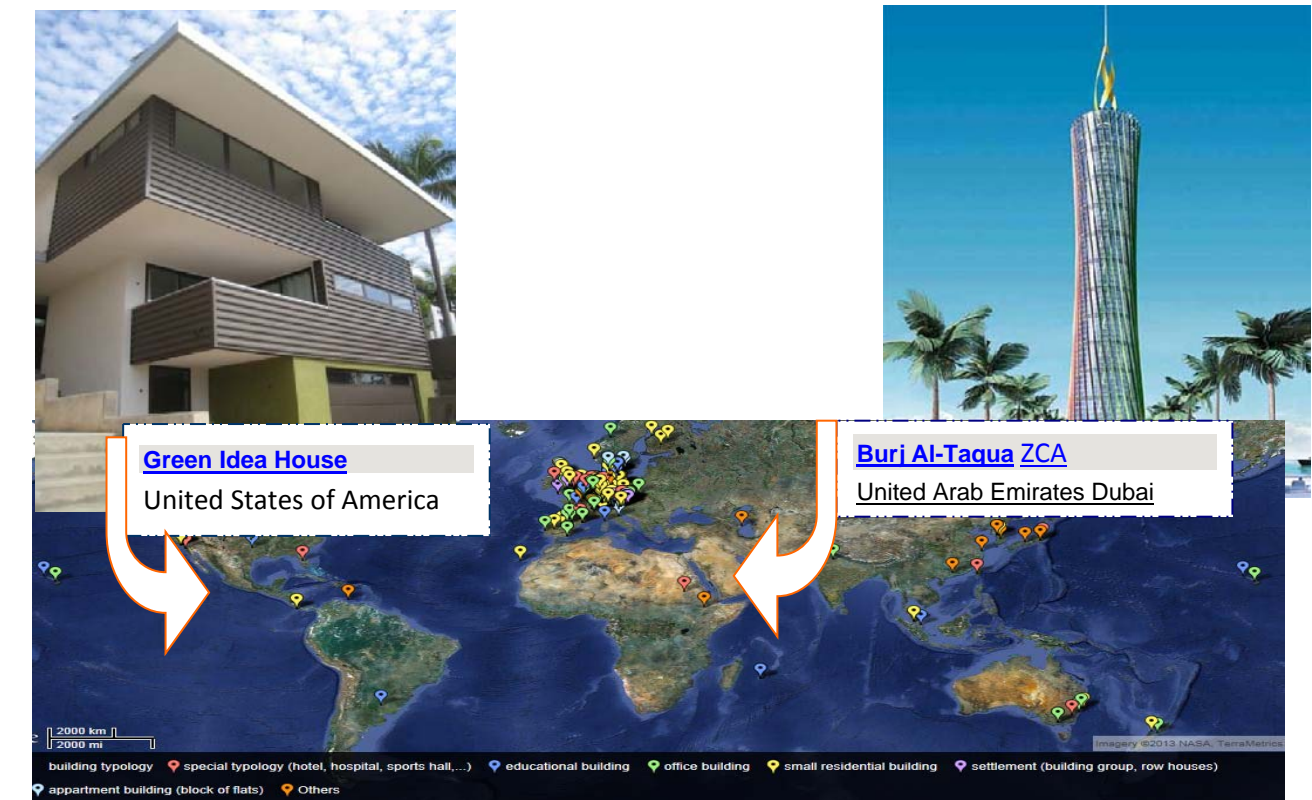 Green Idea House
United States of America
Burj Al-Taqua ZCA
United Arab Emirates Dubai
2000 km
2000 mi
Imagery ©2013 NASA, TerraMetrics
building typology special typology (hotel, hospital, sports hall,...) educational building office building small residential building settlement (building group, row houses)
appartment building (block of flats) Others